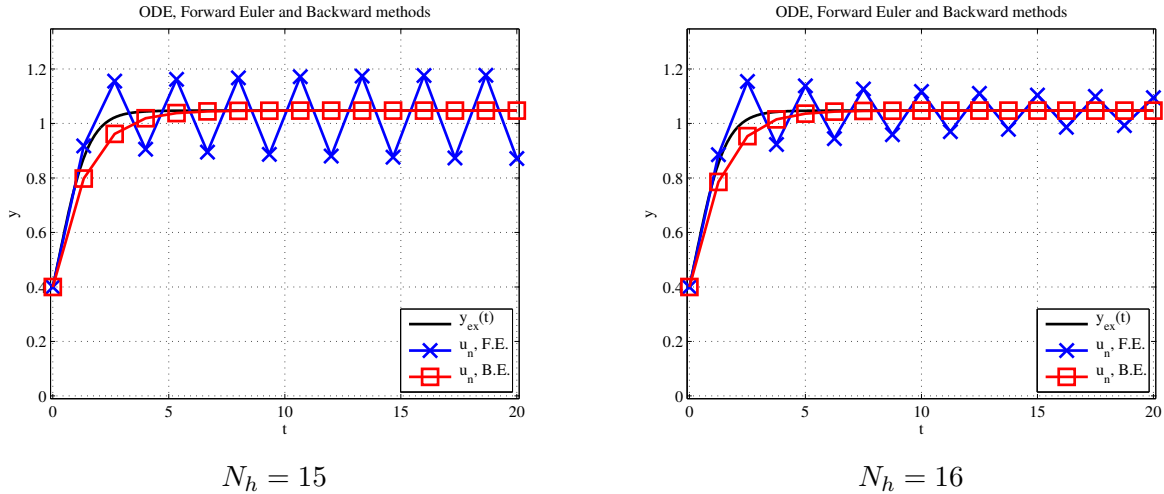 ODE, Forward Euler and Backward methods
1.2
1
0.8
y
0.6
0.4
0.2
0
0
5
10
15
20
t
y_ex(t)
u_n, F.E.
u_n, B.E.
N_h = 15
ODE, Forward Euler and Backward methods
1.2
1
0.8
y
0.6
0.4
0.2
0
0
5
10
15
20
t
y_ex(t)
u_n, F.E.
u_n, B.E.
N_h = 16